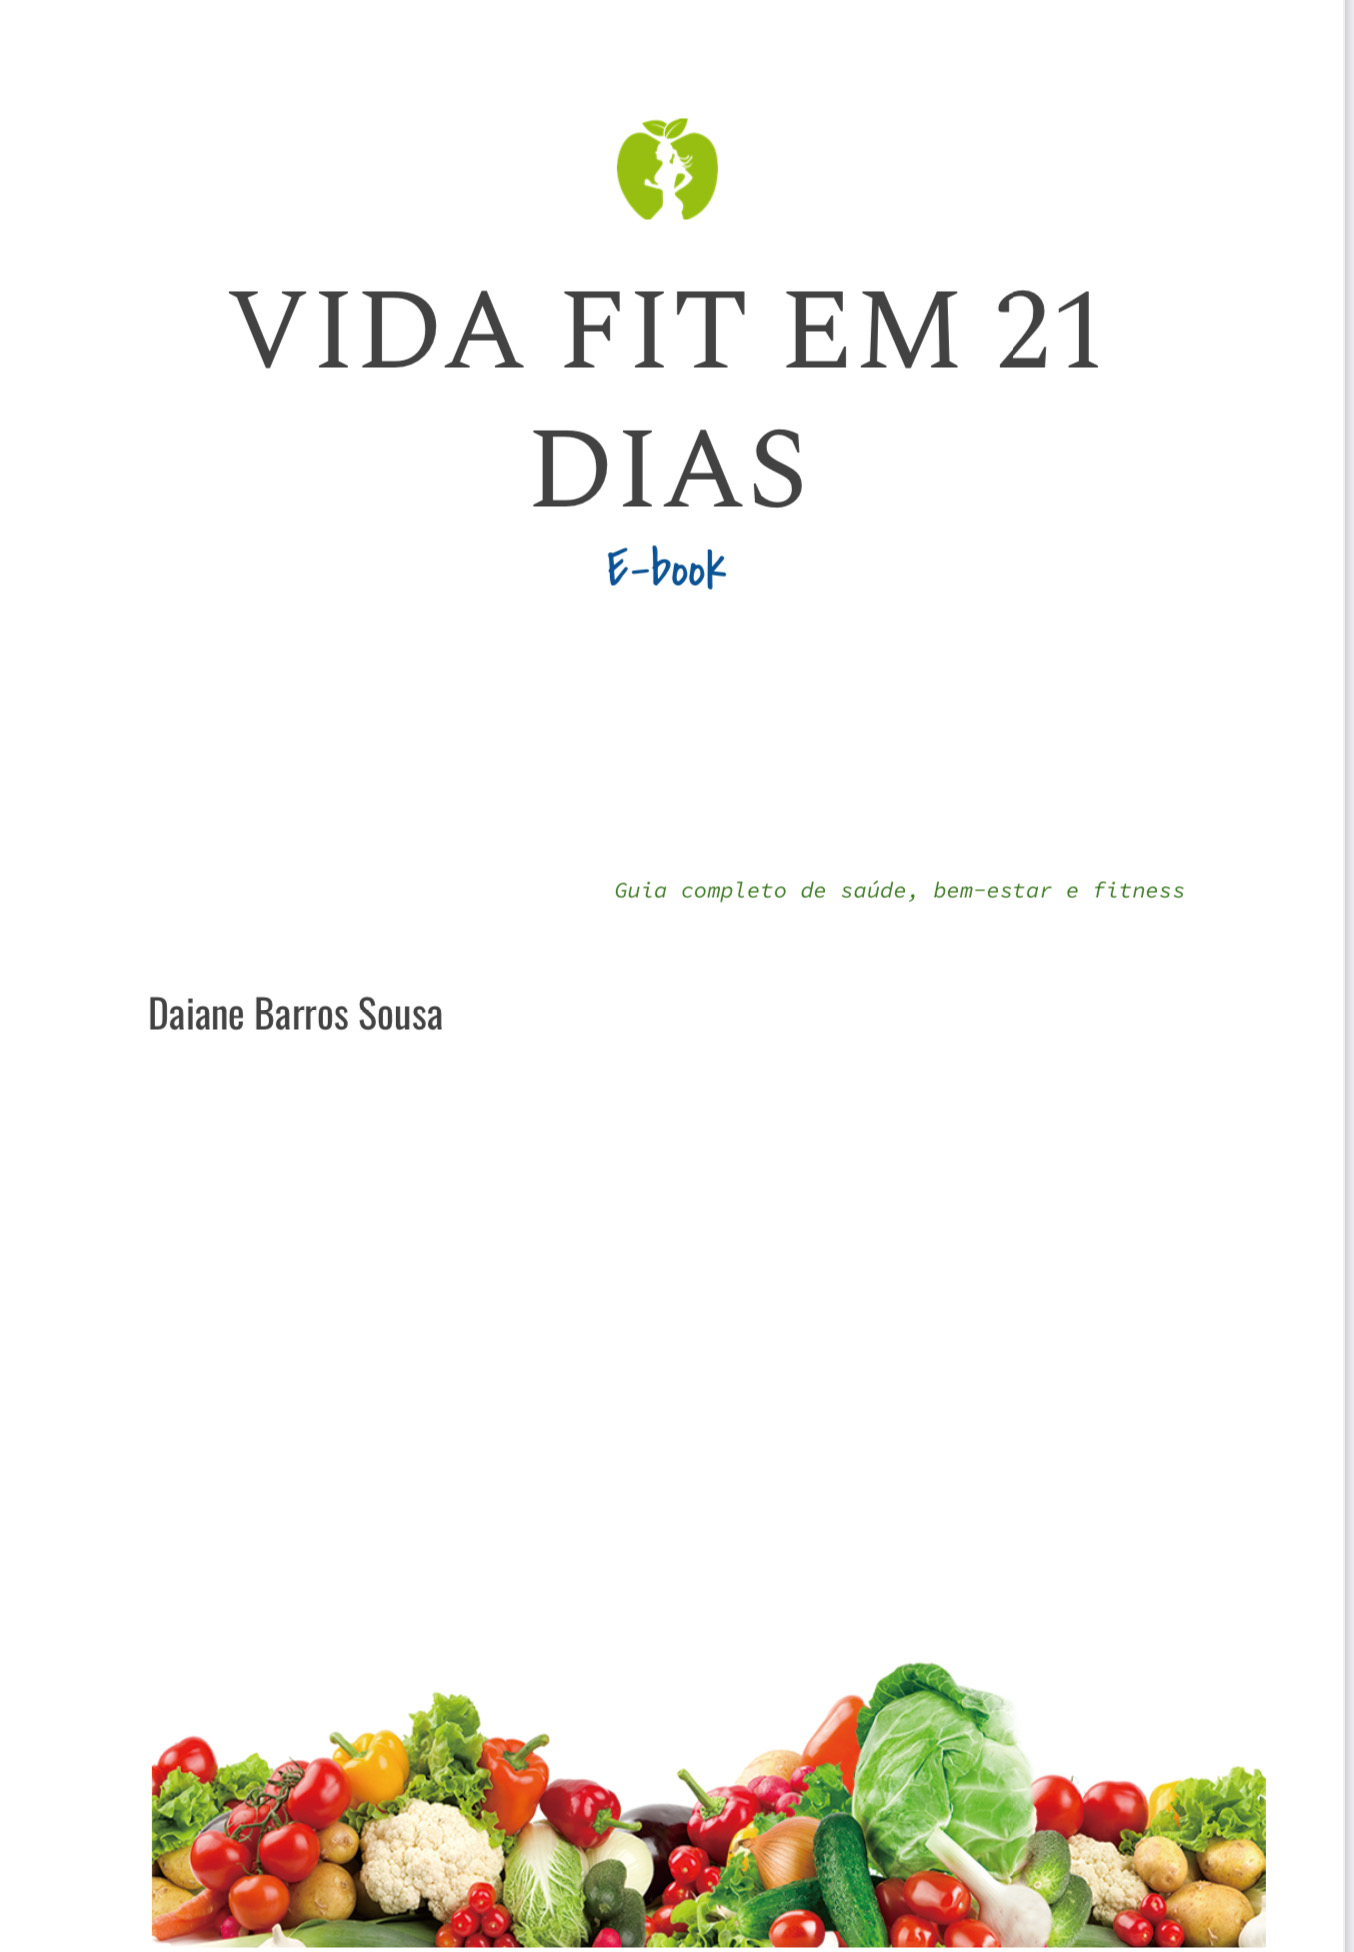 VIDA FIT EM 21
DIAS
E-book
Guia completo de saúde, bem-estar e fitness
Daiane Barros Sousa